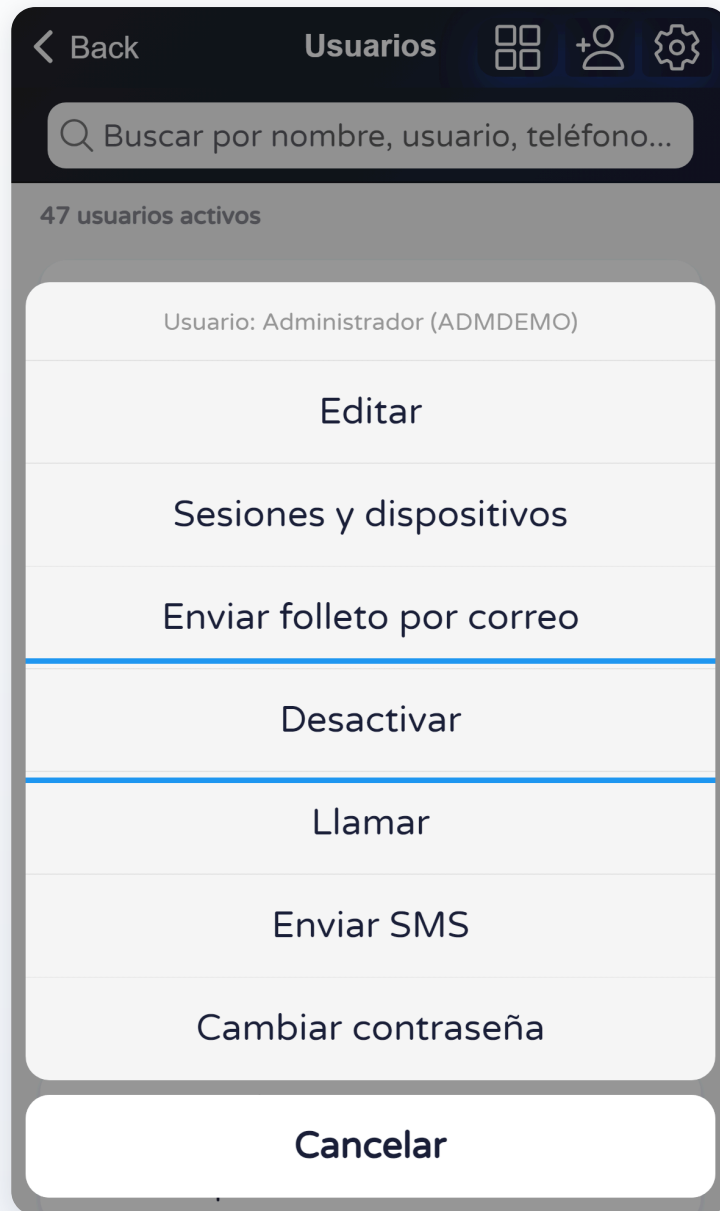 Back
Usuarios
Buscar por nombre, usuario, teléfono...
47 usuarios activos
Usuario: Administrador (ADMDEMO)
Editar
Sesiones y dispositivos
Enviar folleto por correo
Desactivar
Llamar
Enviar SMS
Cambiar contraseña
Cancelar